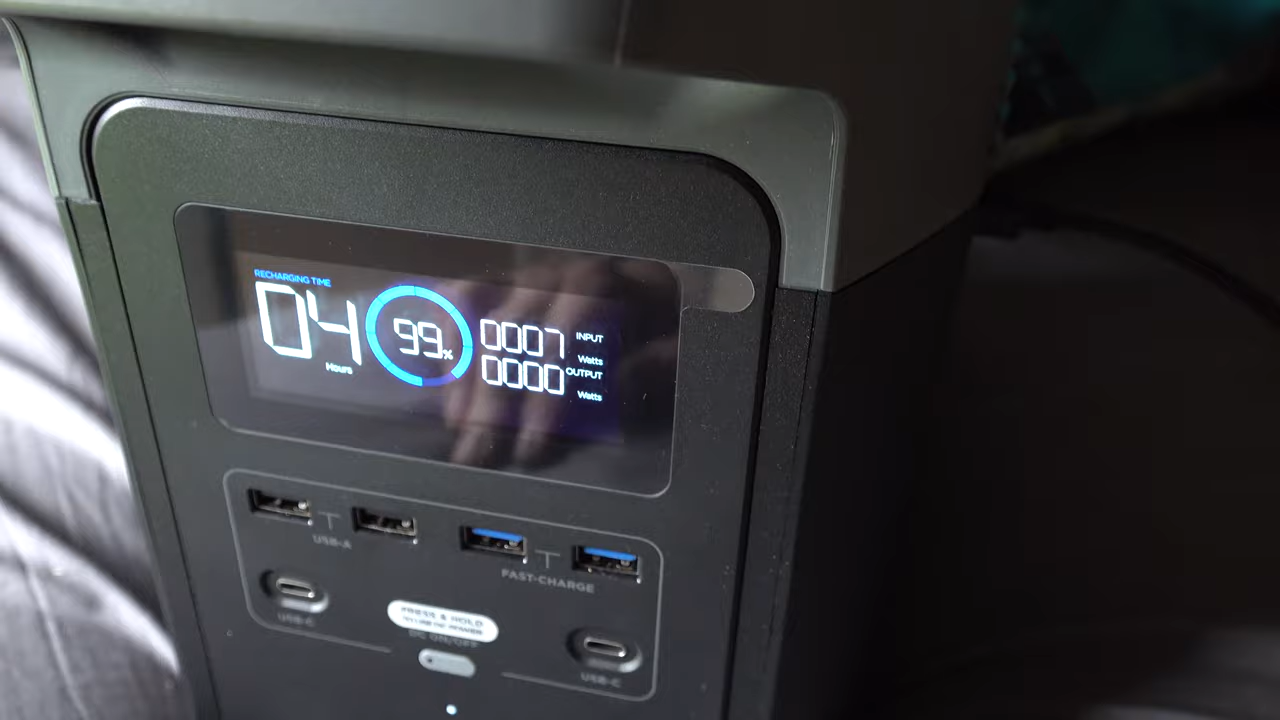 RECHARGING TIME
04
Hours
99%
0007 INPUT
Watts
0000 OUTPUT
Watts
USB-A
FAST-CHARGE
USB-C
PRESS & HOLD
DC ON/OFF
USB-C